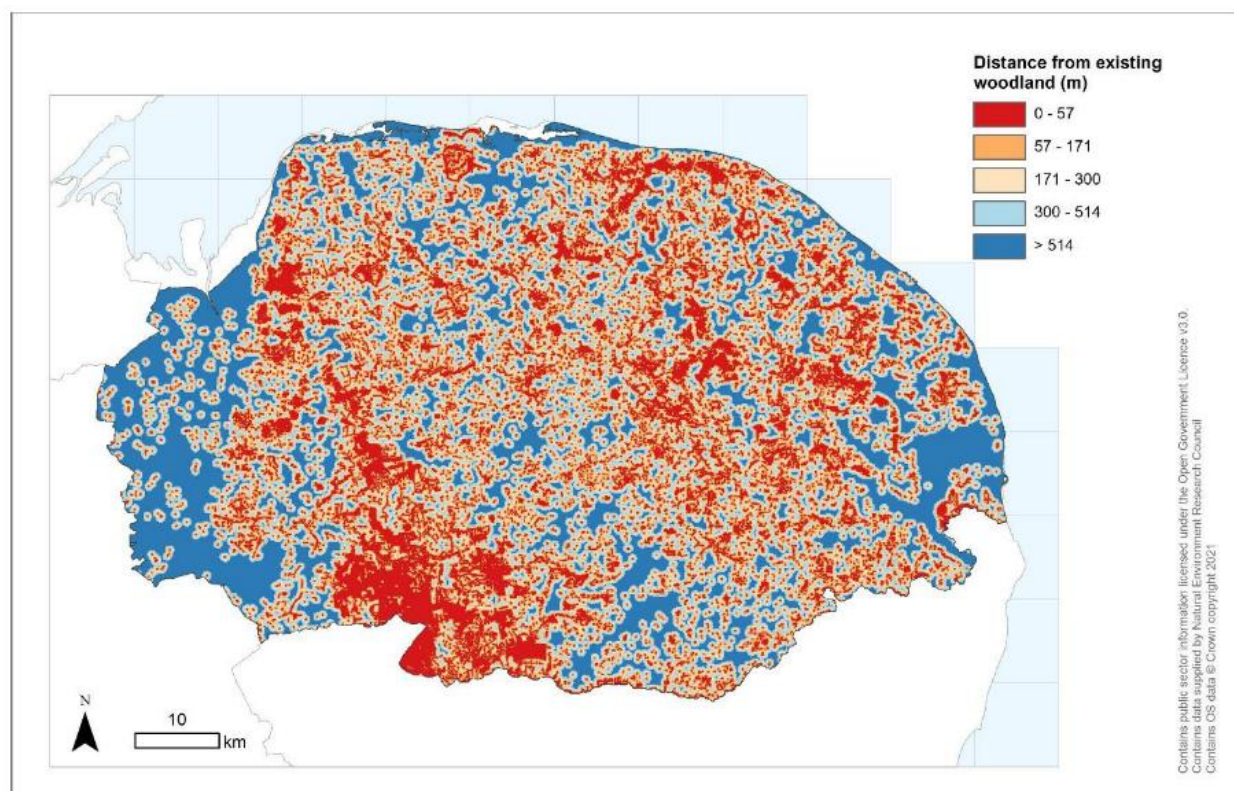 Distance from existing
woodland (m)
0 - 57
57 - 171
171 - 300
300 - 514
> 514
N
10
km
Contains public sector information licensed under the Open Government Licence v3.0.
Contains data supplied by Natural Environment Research Council
Contains OS data © Crown copyright 2021